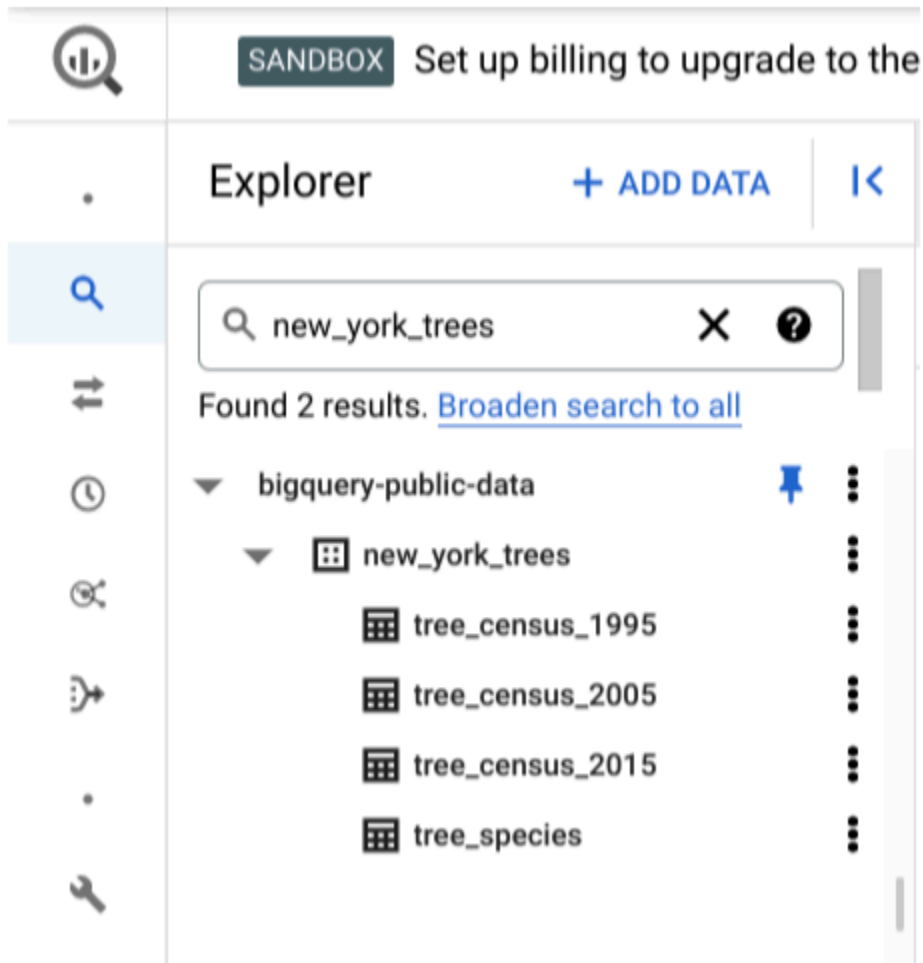 SANDBOX Set up billing to upgrade to the
Explorer + ADD DATA
new_york_trees
Found 2 results. Broaden search to all
bigquery-public-data
new_york_trees
tree_census_1995
tree_census_2005
tree_census_2015
tree_species